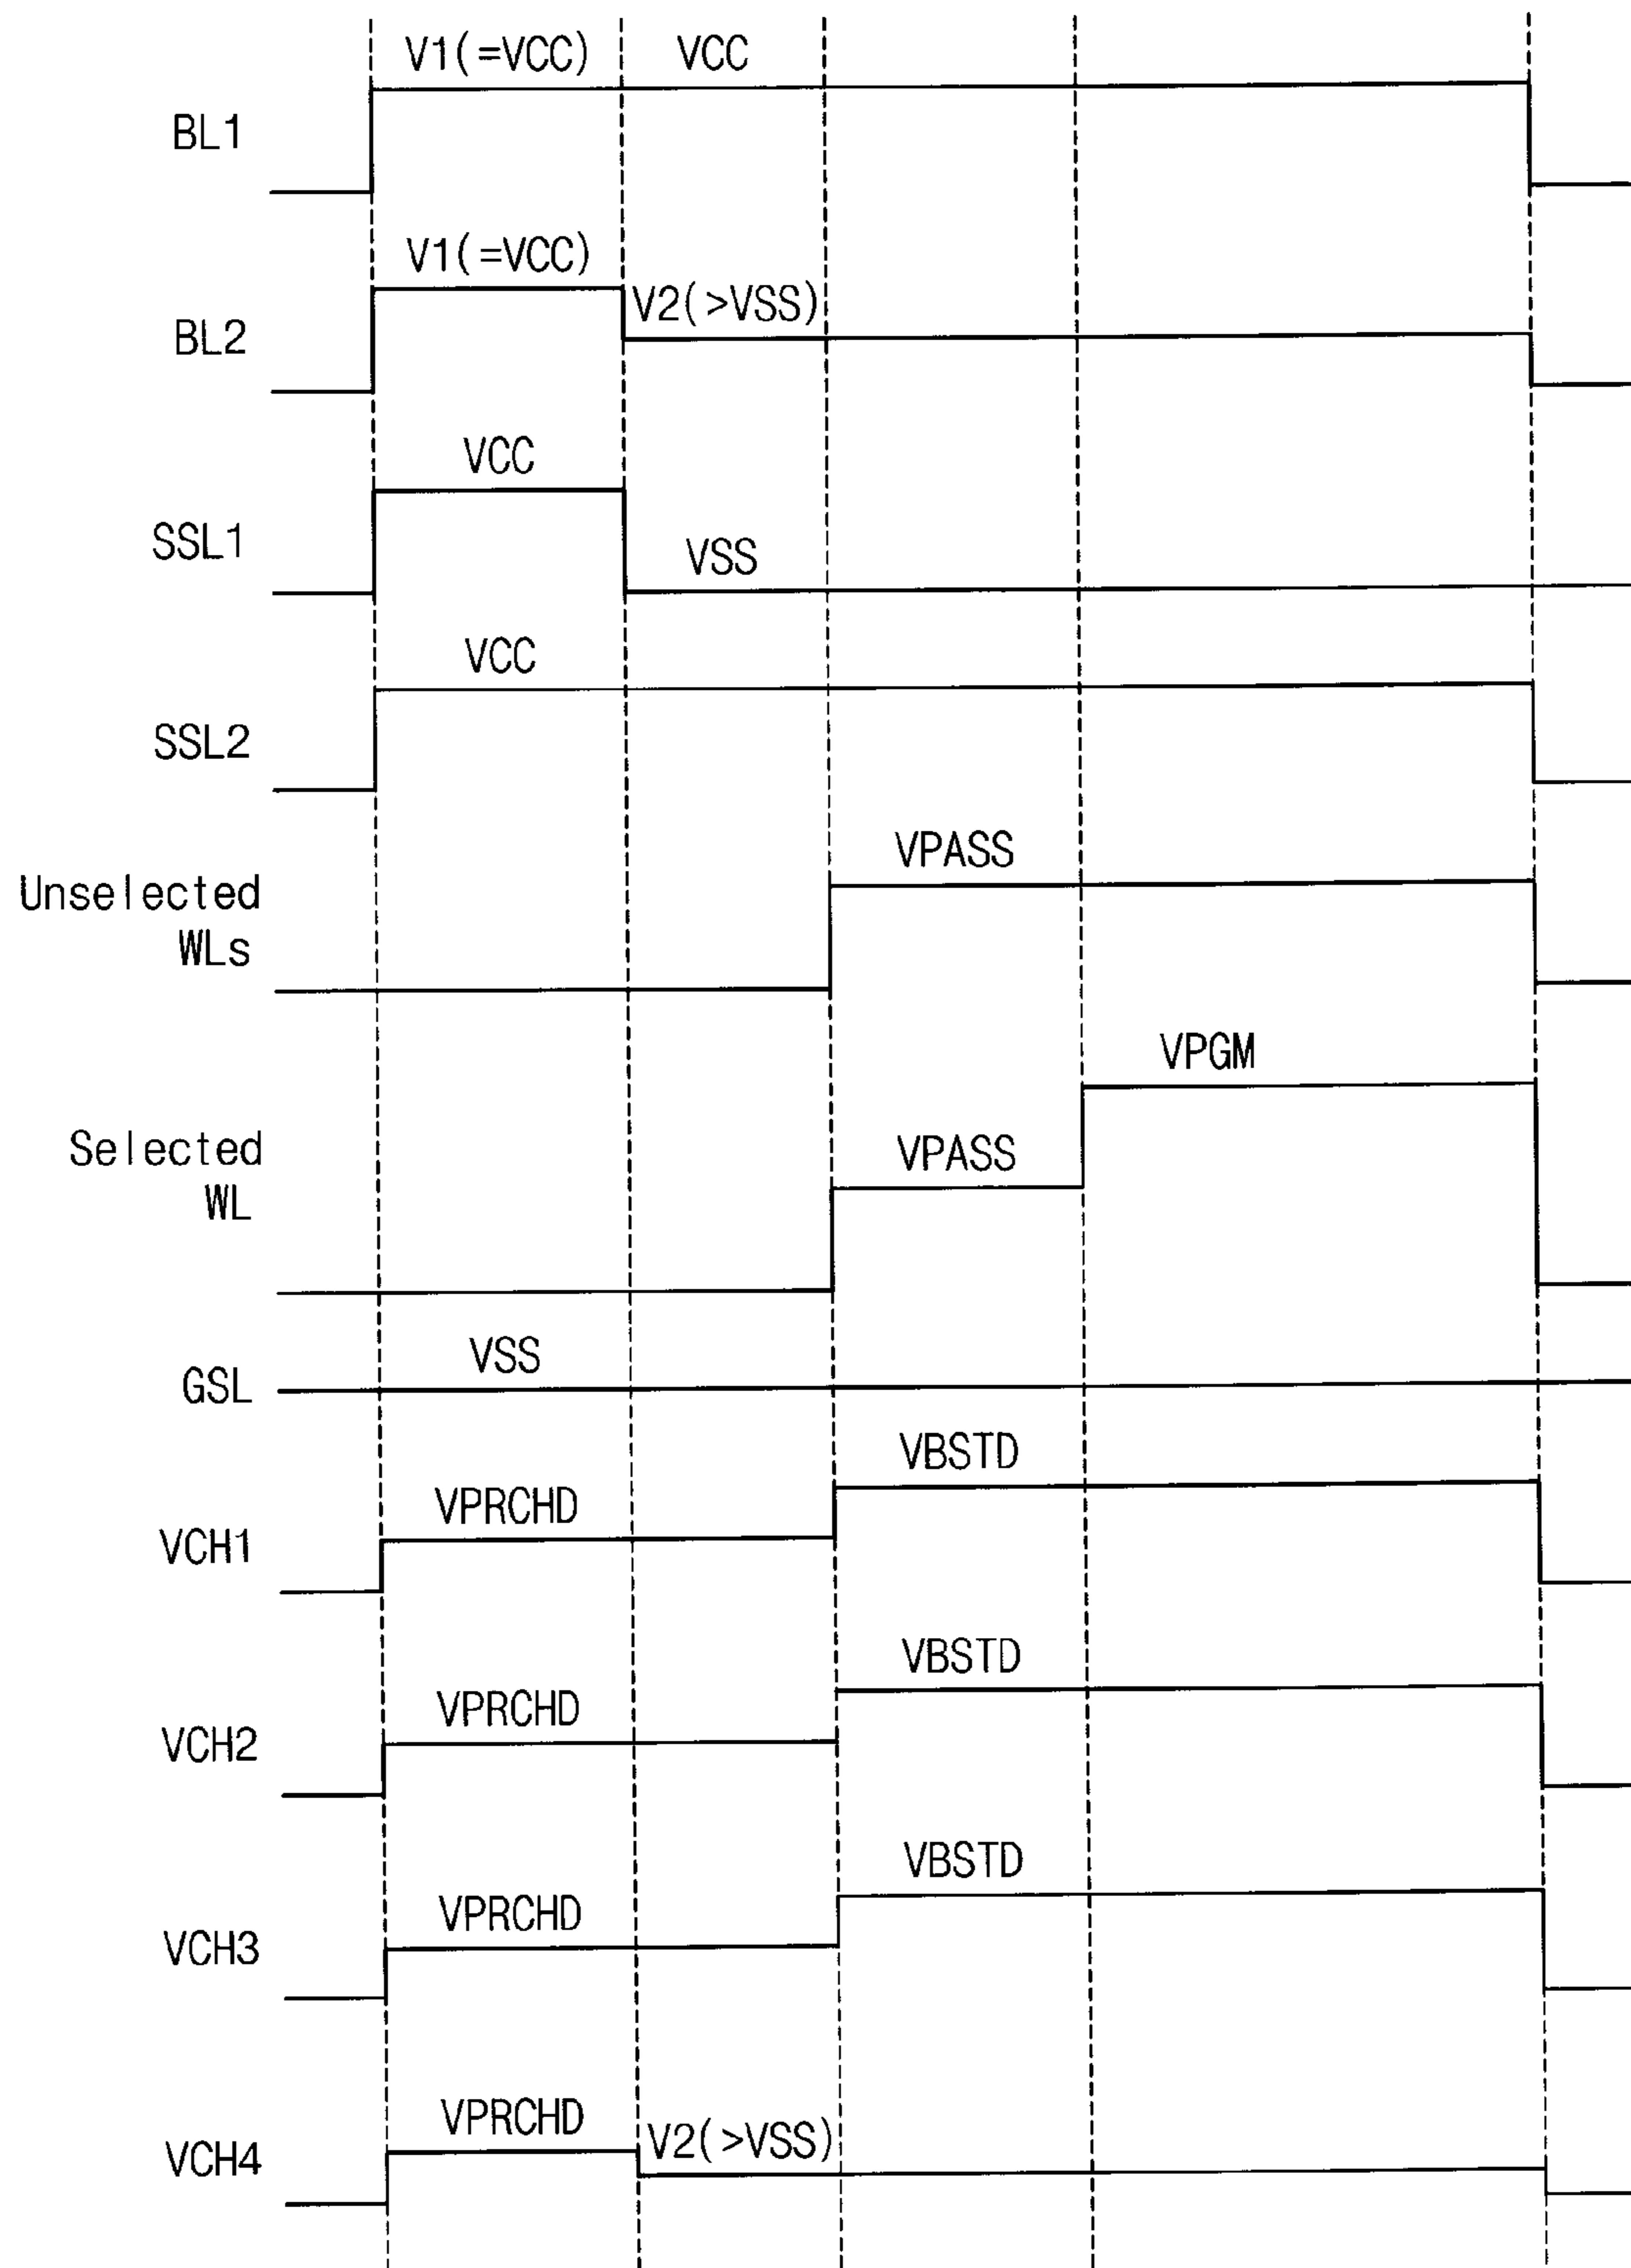 V1(=VCC) VCC
BL1
V1(=VCC)
V2(>VSS)
BL2
VCC
SSL1
VSS
VCC
SSL2
VPASS
Unselected
WLs
VPGM
Selected
WL
VPASS
VSS
GSL
VBSTD
VPRCHD
VCH1
VBSTD
VPRCHD
VCH2
VBSTD
VPRCHD
VCH3
VPRCHD
V2(>VSS)
VCH4